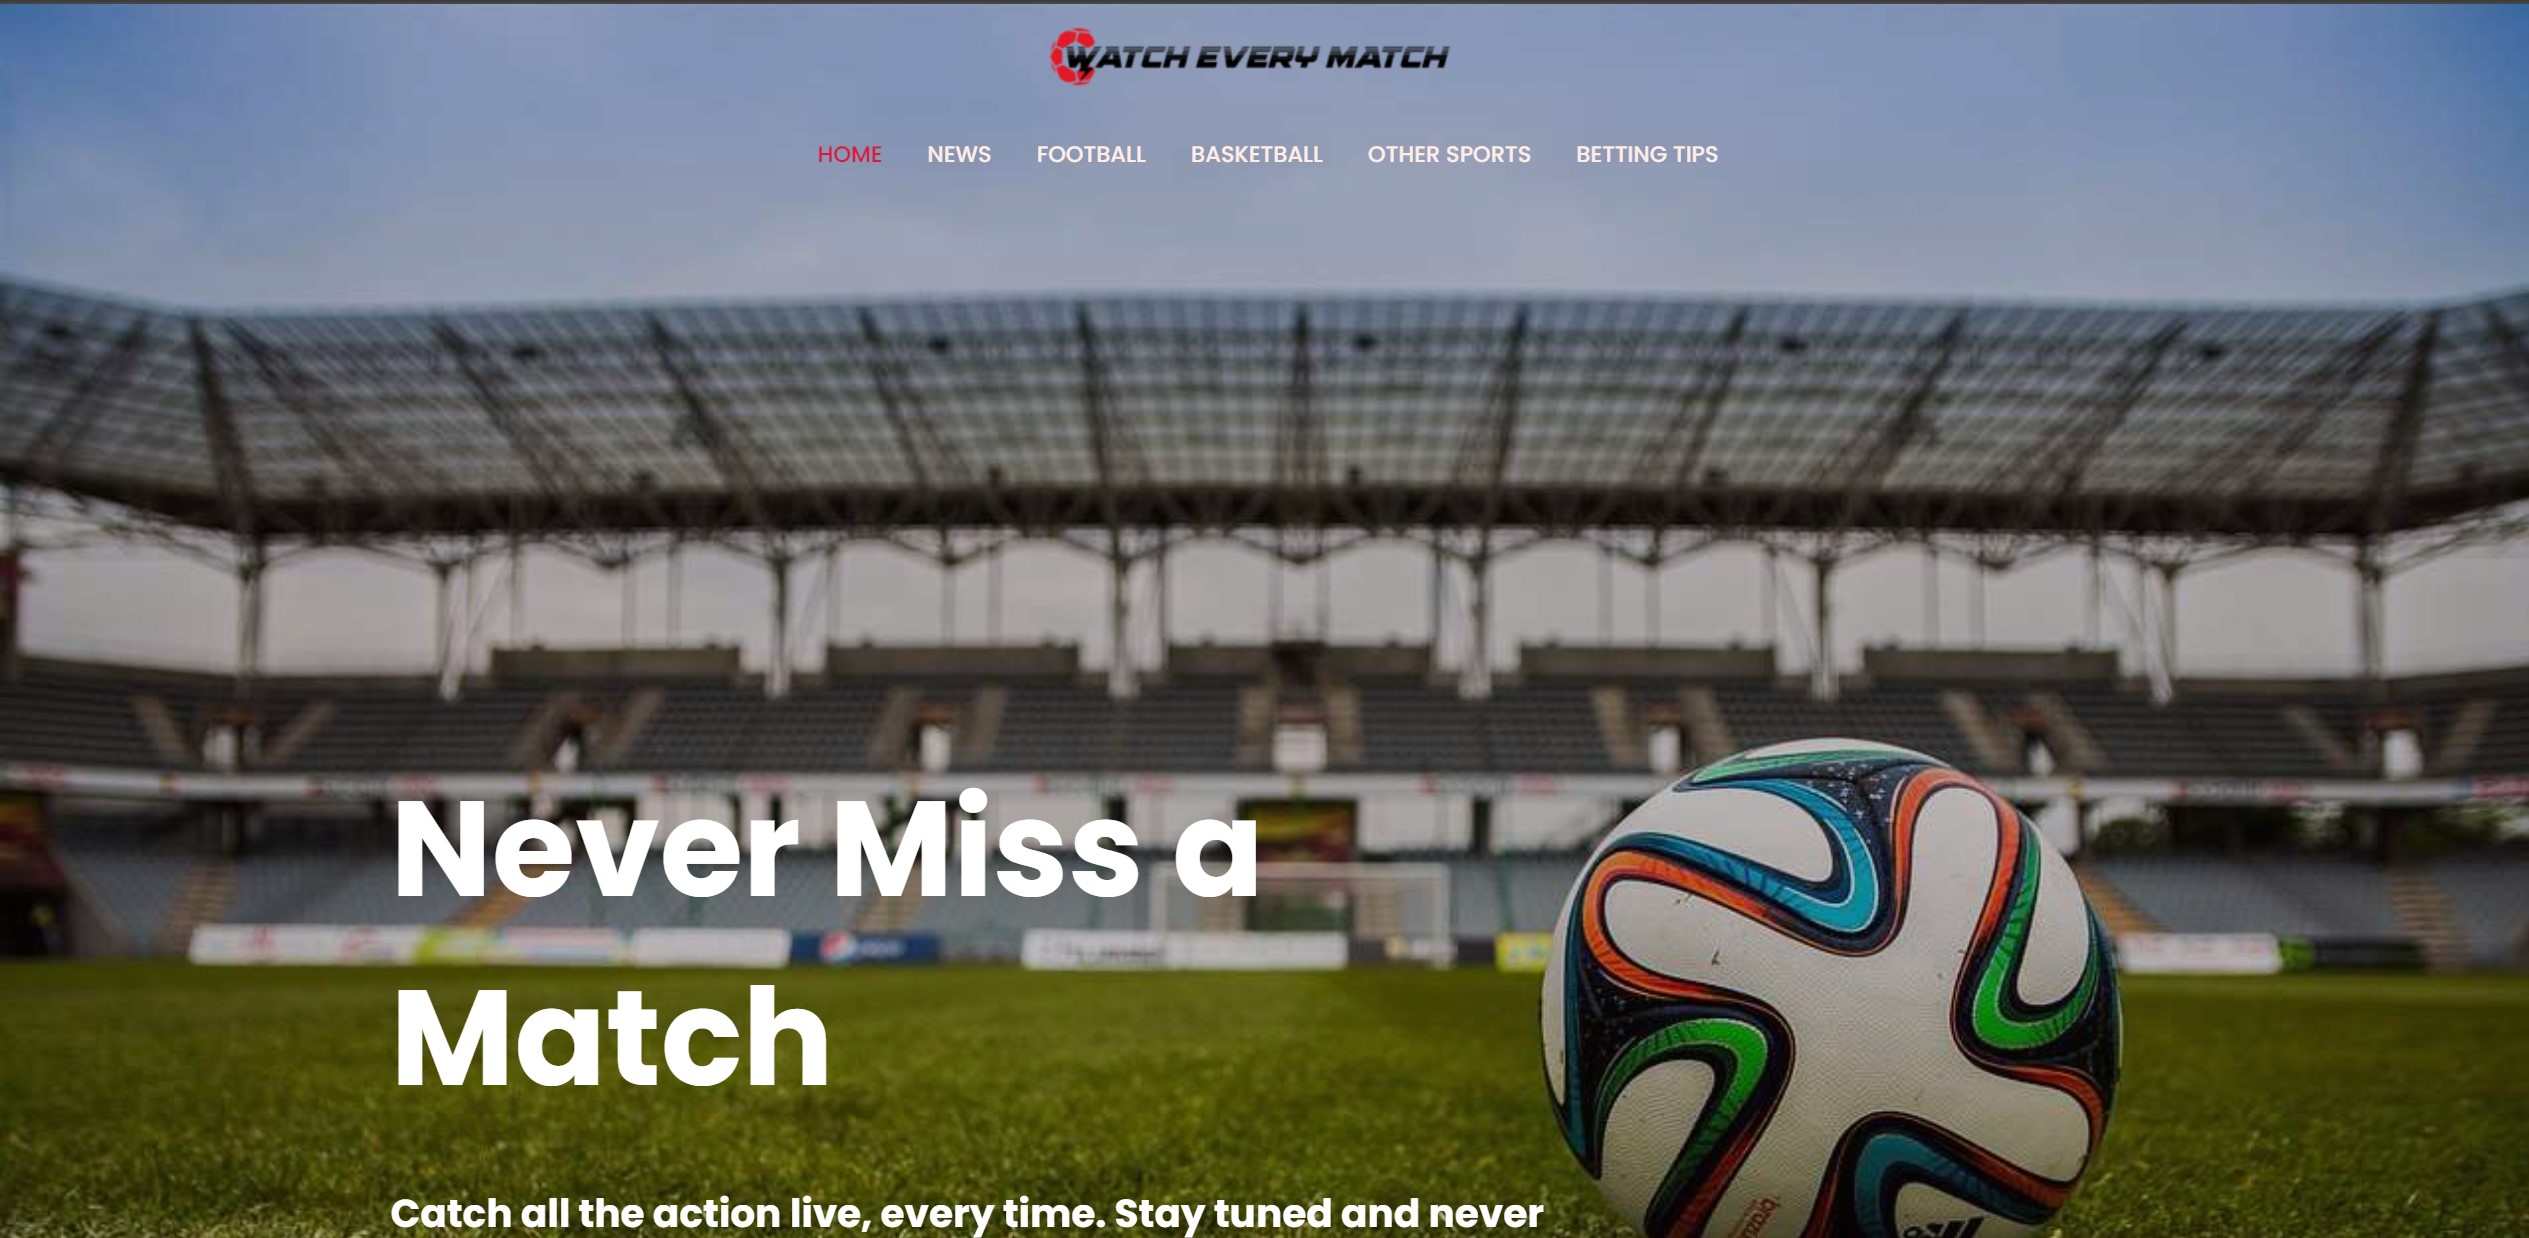 WATCH EVERY MATCH
HOME NEWS FOOTBALL BASKETBALL OTHER SPORTS BETTING TIPS
Never Miss a
Match
Catch all the action live, every time. Stay tuned and never
brazuca